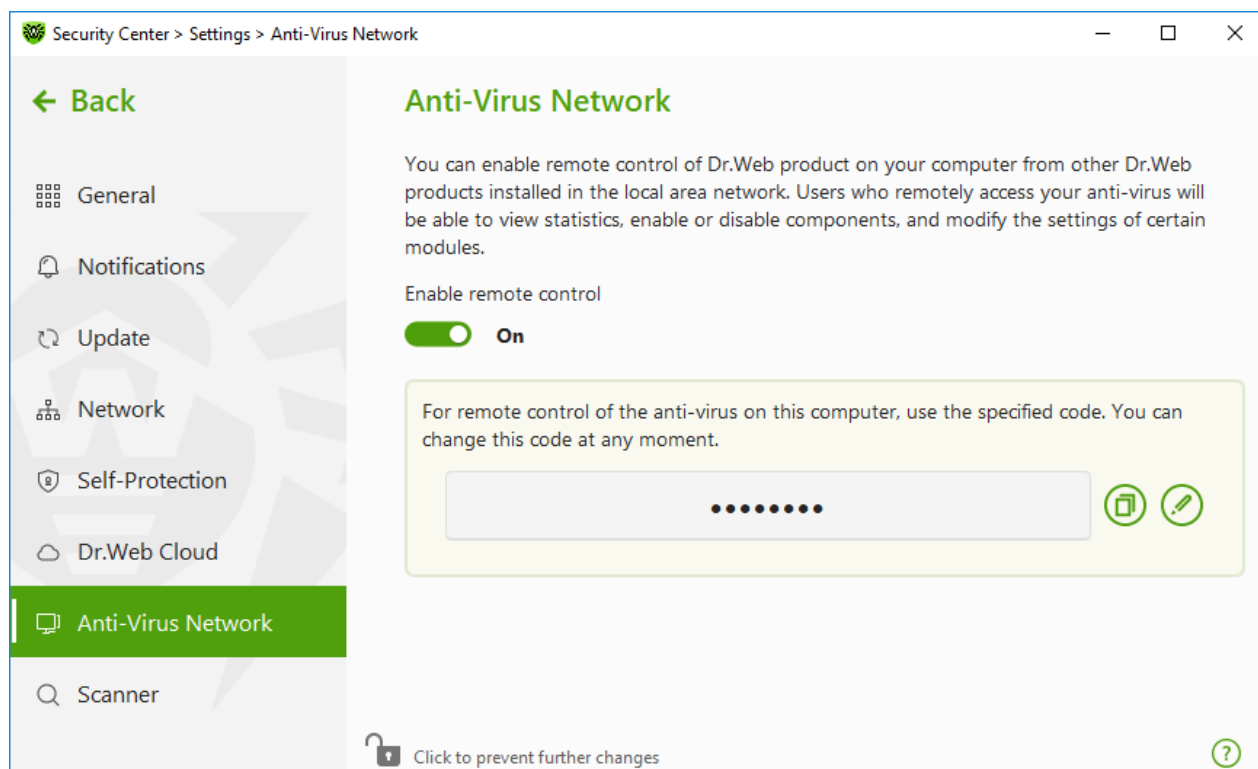 Security Center > Settings > Anti-Virus Network
Back
General
Notifications
Update
Network
Self-Protection
Dr.Web Cloud
Anti-Virus Network
Scanner
Anti-Virus Network
You can enable remote control of Dr.Web product on your computer from other Dr.Web
products installed in the local area network. Users who remotely access your anti-virus will
be able to view statistics, enable or disable components, and modify the settings of certain
modules.
Enable remote control
On
For remote control of the anti-virus on this computer, use the specified code. You can
change this code at any moment.
••••••••
Click to prevent further changes
?